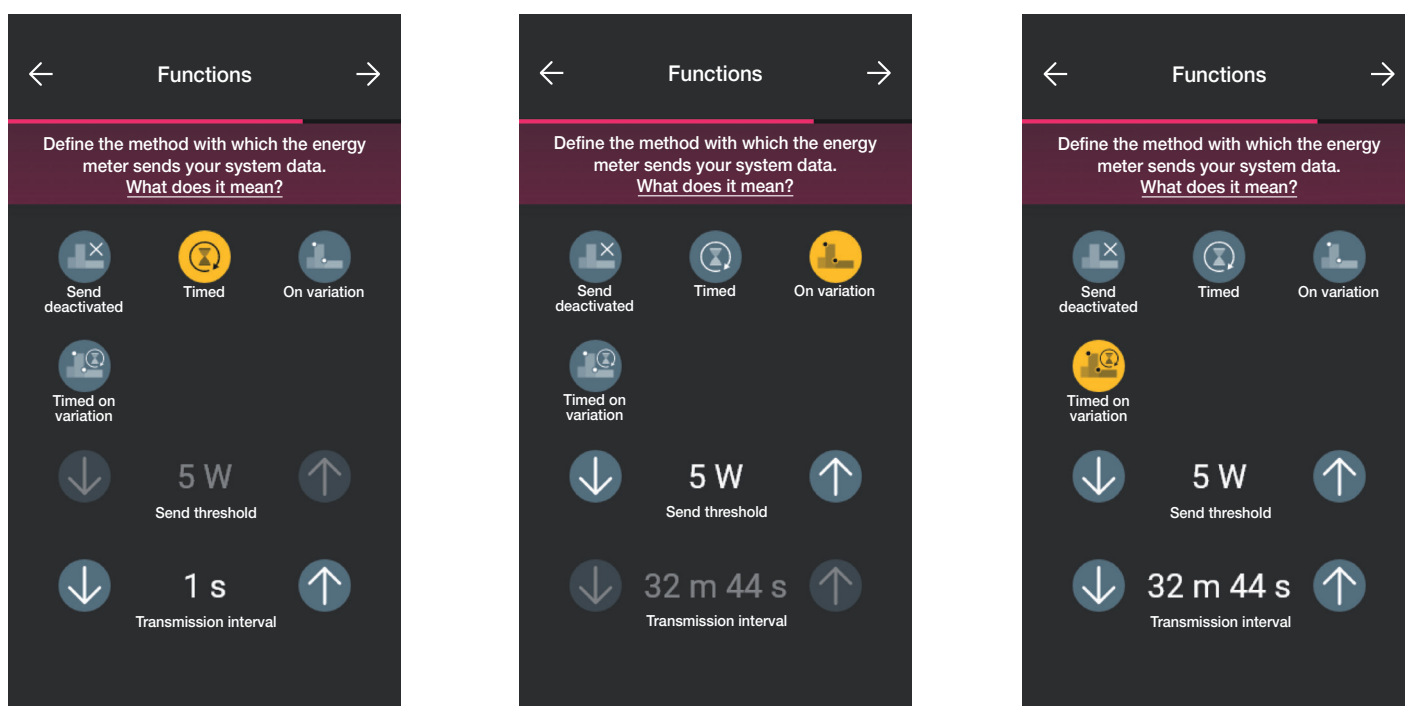 Functions
Define the method with which the energy
meter sends your system data.
What does it mean?
Send
deactivated
Timed
On variation
Timed on
variation
5 W
Send threshold
1 s
Transmission interval
Functions
Define the method with which the energy
meter sends your system data.
What does it mean?
Send
deactivated
Timed
On variation
Timed on
variation
5 W
Send threshold
32 m 44 s
Transmission interval
Functions
Define the method with which the energy
meter sends your system data.
What does it mean?
Send
deactivated
Timed
On variation
Timed on
variation
5 W
Send threshold
32 m 44 s
Transmission interval